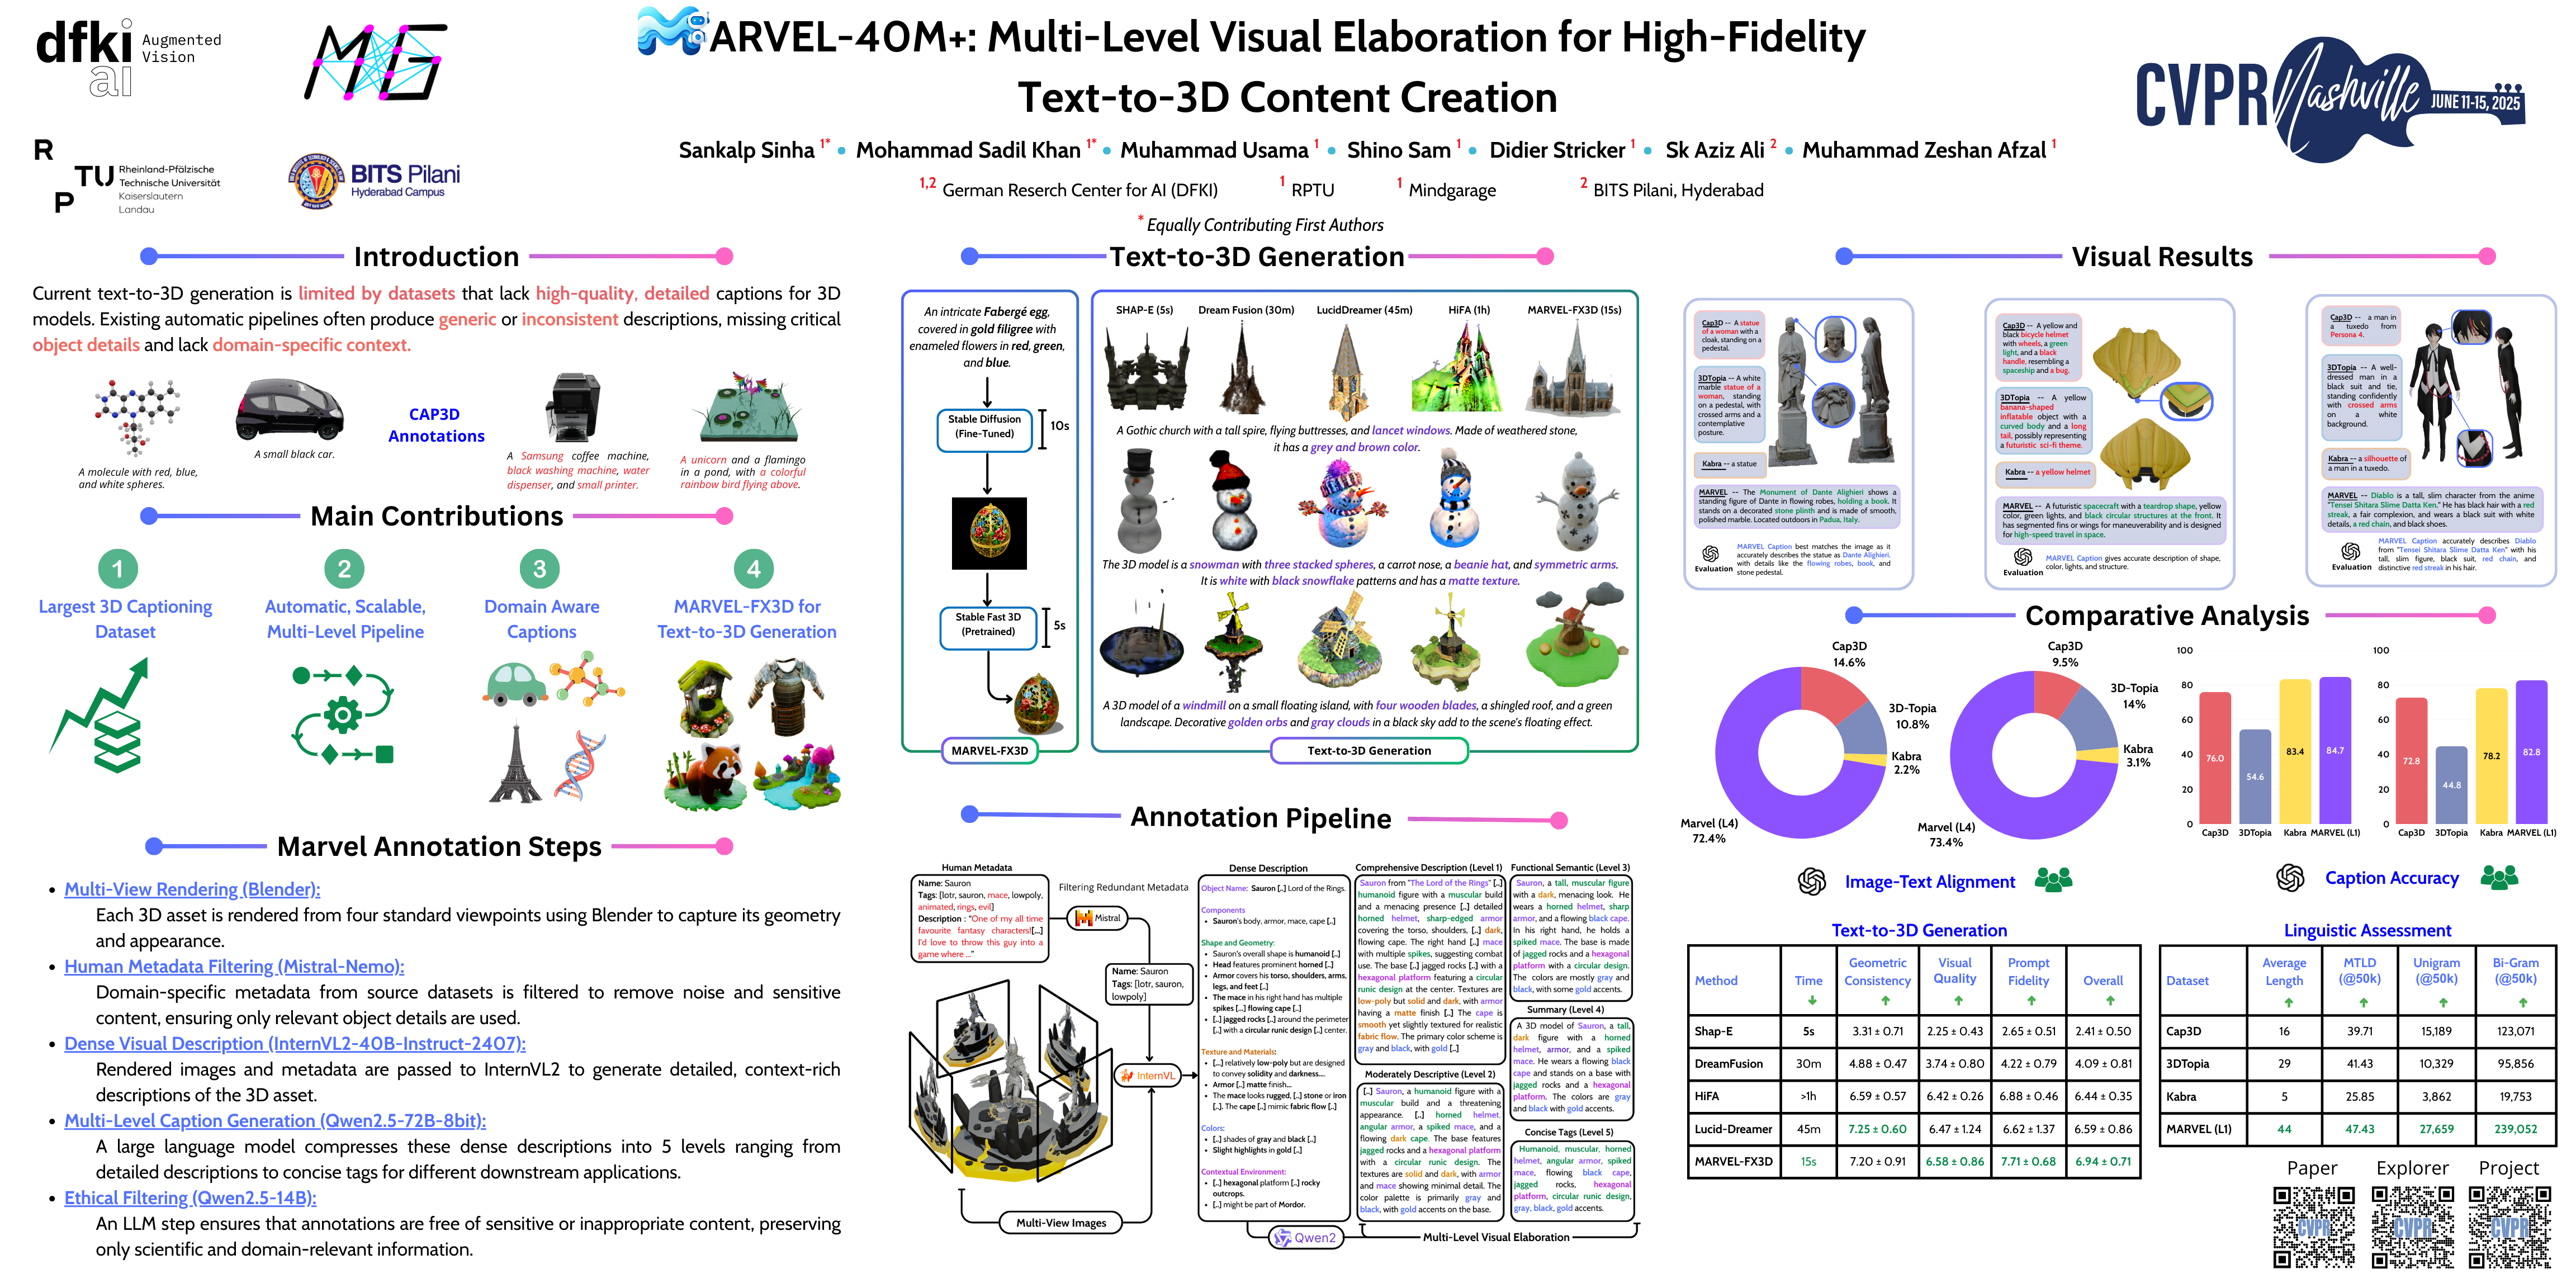 dfki
ai
Augmented
Vision
MG
R
TU
P
Rheinland-Pfälzische
Technische Universität
Kaiserslautern
Landau
BITS Pilani
Hyderabad Campus
MARVEL-40M+: Multi-Level Visual Elaboration for High-Fidelity
Text-to-3D Content Creation
Sankalp Sinha 1* • Mohammad Sadil Khan 1* • Muhammad Usama 1 • Shino Sam 1 • Didier Stricker 1 • Sk Aziz Ali 2 • Muhammad Zeshan Afzal 1
1,2 German Reserch Center for AI (DFKI) 1 RPTU 1 Mindgarage 2 BITS Pilani, Hyderabad
* Equally Contributing First Authors
CVPR Nashville JUNE 11-15, 2025
Introduction
Current text-to-3D generation is limited by datasets that lack high-quality, detailed captions for 3D
models. Existing automatic pipelines often produce generic or inconsistent descriptions, missing critical
object details and lack domain-specific context.
CAP3D
Annotations
A molecule with red, blue,
and white spheres.
A small black car.
A Samsung coffee machine,
black washing machine, water
dispenser, and small printer.
A unicorn and a flamingo
in a pond, with a colorful
rainbow bird flying above.
Main Contributions
1
Largest 3D Captioning
Dataset
2
Automatic, Scalable,
Multi-Level Pipeline
3
Domain Aware
Captions
4
MARVEL-FX3D for
Text-to-3D Generation
Marvel Annotation Steps
• Multi-View Rendering (Blender):
Each 3D asset is rendered from four standard viewpoints using Blender to capture its geometry
and appearance.
• Human Metadata Filtering (Mistral-Nemo):
Domain-specific metadata from source datasets is filtered to remove noise and sensitive
content, ensuring only relevant object details are used.
• Dense Visual Description (InternVL2-40B-Instruct-2407):
Rendered images and metadata are passed to InternVL2 to generate detailed, context-rich
descriptions of the 3D asset.
• Multi-Level Caption Generation (Qwen2.5-72B-8bit):
A large language model compresses these dense descriptions into 5 levels ranging from
detailed descriptions to concise tags for different downstream applications.
• Ethical Filtering (Qwen2.5-14B):
An LLM step ensures that annotations are free of sensitive or inappropriate content, preserving
only scientific and domain-relevant information.
Text-to-3D Generation
An intricate Fabergé egg,
covered in gold filigree with
enameled flowers in red, green,
and blue.
Stable Diffusion
(Fine-Tuned)
10s
Stable Fast 3D
(Pretrained)
5s
MARVEL-FX3D
SHAP-E (5s) Dream Fusion (30m) LucidDreamer (45m) HiFA (1h) MARVEL-FX3D (15s)
A Gothic church with a tall spire, flying buttresses, and lancet windows. Made of weathered stone,
it has a grey and brown color.
The 3D model is a snowman with three stacked spheres, a carrot nose, a beanie hat, and symmetric arms.
It is white with black snowflake patterns and has a matte texture.
A 3D model of a windmill on a small floating island, with four wooden blades, a shingled roof, and a green
landscape. Decorative golden orbs and gray clouds in a black sky add to the scene's floating effect.
Text-to-3D Generation
Annotation Pipeline
Human Metadata
Name: Sauron
Tags: [lotr, sauron, mace, lowpoly,
animated, rings, evil]
Description : "One of my all time
favourite fantasy characters![...]
I'd love to throw this guy into a
game where ..."
Filtering Redundant Metadata
Mistral
Name: Sauron
Tags: [lotr, sauron,
lowpoly]
InternVL
Multi-View Images
Dense Description
Object Name: Sauron [..] Lord of the Rings.
Components
• Sauron's body, armor, mace, cape [..]
Shape and Geometry:
• Sauron's overall shape is humanoid [..]
• Head features prominent horned [..]
• Armor covers his torso, shoulders, arms,
legs, and feet [..]
• The mace in his right hand has multiple
spikes [...] flowing cape [..]
• [..] jagged rocks [..] around the perimeter
[..] with a circular runic design [..] center.
Texture and Materials:
• [..] relatively low-poly but are designed
to convey solidity and darkness....
• Armor [..] matte finish...
• The mace looks rugged, [..] stone or iron
[..]. The cape [..] mimic fabric flow [..]
Colors:
• [..] shades of gray and black [..]
• Slight highlights in gold [..]
Contextual Environment:
• [..] hexagonal platform [..] rocky
outcrops.
• [..] might be part of Mordor.
Qwen2
Comprehensive Description (Level 1)
Sauron from "The Lord of the Rings" [..]
humanoid figure with a muscular build
and a menacing presence [..] detailed
horned helmet, sharp-edged armor
covering the torso, shoulders, [..] dark,
flowing cape. The right hand [..] mace
with multiple spikes, suggesting combat
use. The base [..] jagged rocks [..] with a
hexagonal platform featuring a circular
runic design at the center. Textures are
low-poly but solid and dark, with armor
having a matte finish [..] The cape is
smooth yet slightly textured for realistic
fabric flow. The primary color scheme is
gray and black, with gold [..]
Moderately Descriptive (Level 2)
[..] Sauron, a humanoid figure with a
muscular build and a threatening
appearance. [..] horned helmet,
angular armor, a spiked mace, and a
flowing dark cape. The base features
jagged rocks and a hexagonal platform
with a circular runic design. The
textures are solid and dark, with armor
and mace showing minimal detail. The
color palette is primarily gray and
black, with gold accents on the base.
Functional Semantic (Level 3)
Sauron, a tall, muscular figure
with a dark, menacing look. He
wears a horned helmet, sharp
armor, and a flowing black cape.
In his right hand, he holds a
spiked mace. The base is made
of jagged rocks and a hexagonal
platform with a circular design.
The colors are mostly gray and
black, with some gold accents.
Summary (Level 4)
A 3D model of Sauron, a tall,
dark figure with a horned
helmet, armor, and a spiked
mace. He wears a flowing black
cape and stands on a base with
jagged rocks and a hexagonal
platform. The colors are gray
and black with gold accents.
Concise Tags (Level 5)
Humanoid, muscular, horned
helmet, angular armor, spiked
mace, flowing black cape,
jagged rocks, hexagonal
platform, circular runic design,
gray, black, gold accents.
Multi-Level Visual Elaboration
Visual Results
Cap3D -- A statue
of a woman with a
cloak, standing on a
pedestal.
3DTopia -- A white
marble statue of a
woman, standing
on a pedestal, with
crossed arms and a
contemplative
posture.
Kabra -- a statue
MARVEL -- The Monument of Dante Alighieri shows a
standing figure of Dante in flowing robes, holding a book. It
stands on a decorated stone plinth and is made of smooth,
polished marble. Located outdoors in Padua, Italy.
Evaluation
MARVEL Caption best matches the image as it
accurately describes the statue as Dante Alighieri,
with details like the flowing robes, book, and
stone pedestal.
Cap3D -- A yellow and
black bicycle helmet
with wheels, a green
light, and a black
handle, resembling a
spaceship and a bug.
3DTopia -- A yellow
banana-shaped
inflatable object with a
curved body and a long
tail, possibly representing
a futuristic sci-fi theme.
Kabra -- a yellow helmet
MARVEL -- A futuristic spacecraft with a teardrop shape, yellow
color, green lights, and black circular structures at the front. It
has segmented fins or wings for maneuverability and is designed
for high-speed travel in space.
Evaluation
MARVEL Caption gives accurate description of shape,
color, lights, and structure.
Cap3D -- a man in
a tuxedo from
Persona 4.
3DTopia -- A well-
dressed man in a
black suit and tie,
standing confidently
with crossed arms
on a white
background.
Kabra -- a silhouette of
a man in a tuxedo.
MARVEL -- Diablo is a tall, slim character from the anime
"Tensei Shitara Slime Datta Ken." He has black hair with a red
streak, a fair complexion, and wears a black suit with white
details, a red chain, and black shoes.
Evaluation
MARVEL Caption accurately describes Diablo
from "Tensei Shitara Slime Datta Ken" with his
tall, slim figure, black suit, red chain, and
distinctive red streak in his hair.
Comparative Analysis
Cap3D
14.6%
3D-Topia
10.8%
Kabra
2.2%
Marvel (L4)
72.4%
Cap3D
9.5%
3D-Topia
14%
Kabra
3.1%
Marvel (L4)
73.4%
Image-Text Alignment
100
80
60
40
20
0
76.0 54.6 83.4 84.7
Cap3D 3DTopia Kabra MARVEL (L1)
100
80
60
40
20
0
72.8 44.8 78.2 82.8
Cap3D 3DTopia Kabra MARVEL (L1)
Caption Accuracy
Text-to-3D Generation
Method Time ↓ Geometric Consistency ↑ Visual Quality ↑ Prompt Fidelity ↑ Overall ↑
Shap-E 5s 3.31 ± 0.71 2.25 ± 0.43 2.65 ± 0.51 2.41 ± 0.50
DreamFusion 30m 4.88 ± 0.47 3.74 ± 0.80 4.22 ± 0.79 4.09 ± 0.81
HiFA >1h 6.59 ± 0.57 6.42 ± 0.26 6.88 ± 0.46 6.44 ± 0.35
Lucid-Dreamer 45m 7.25 ± 0.60 6.47 ± 1.24 6.62 ± 1.37 6.59 ± 0.86
MARVEL-FX3D 15s 7.20 ± 0.91 6.58 ± 0.86 7.71 ± 0.68 6.94 ± 0.71
Linguistic Assessment
Dataset Average Length ↑ MTLD (@50k) ↑ Unigram (@50k) ↑ Bi-Gram (@50k) ↑
Cap3D 16 39.71 15,189 123,071
3DTopia 29 41.43 10,329 95,856
Kabra 5 25.85 3,862 19,753
MARVEL (L1) 44 47.43 27,659 239,052
Paper Explorer Project
CVPR CVPR CVPR